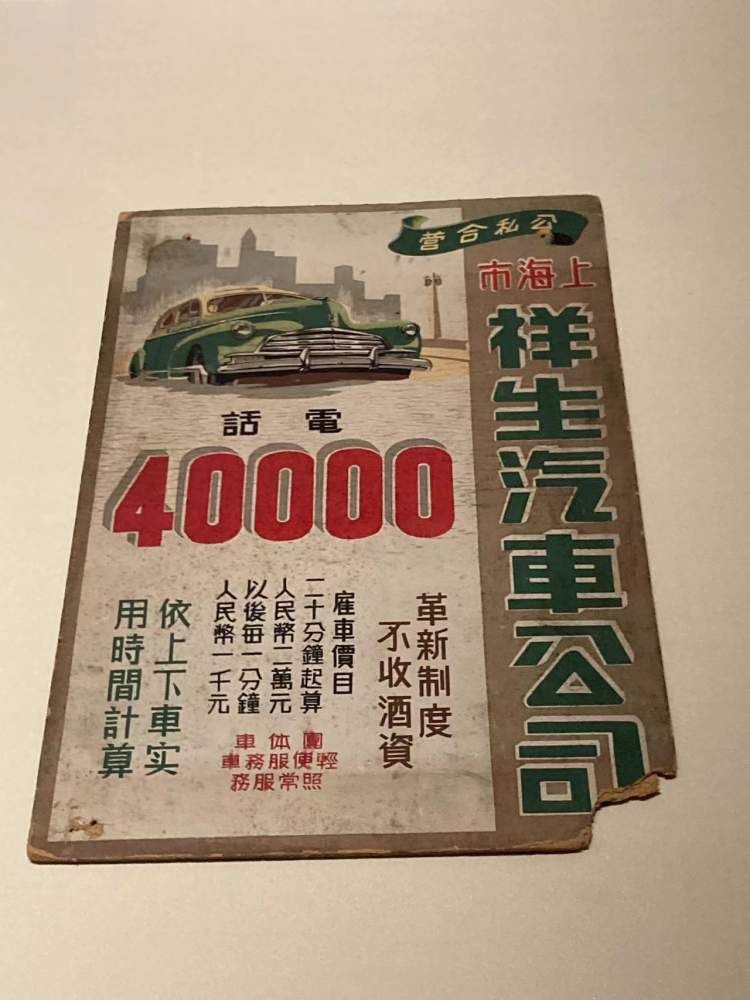 公私合营
上海市
祥生汽車公司
電話
40000
革新制度
不收酒資
雇車價目
二十分鐘起算
人民幣二萬元
以後每一分鐘
人民幣一千元
團体車
輕便服務車
照常服務
依上下車实
用時間計算